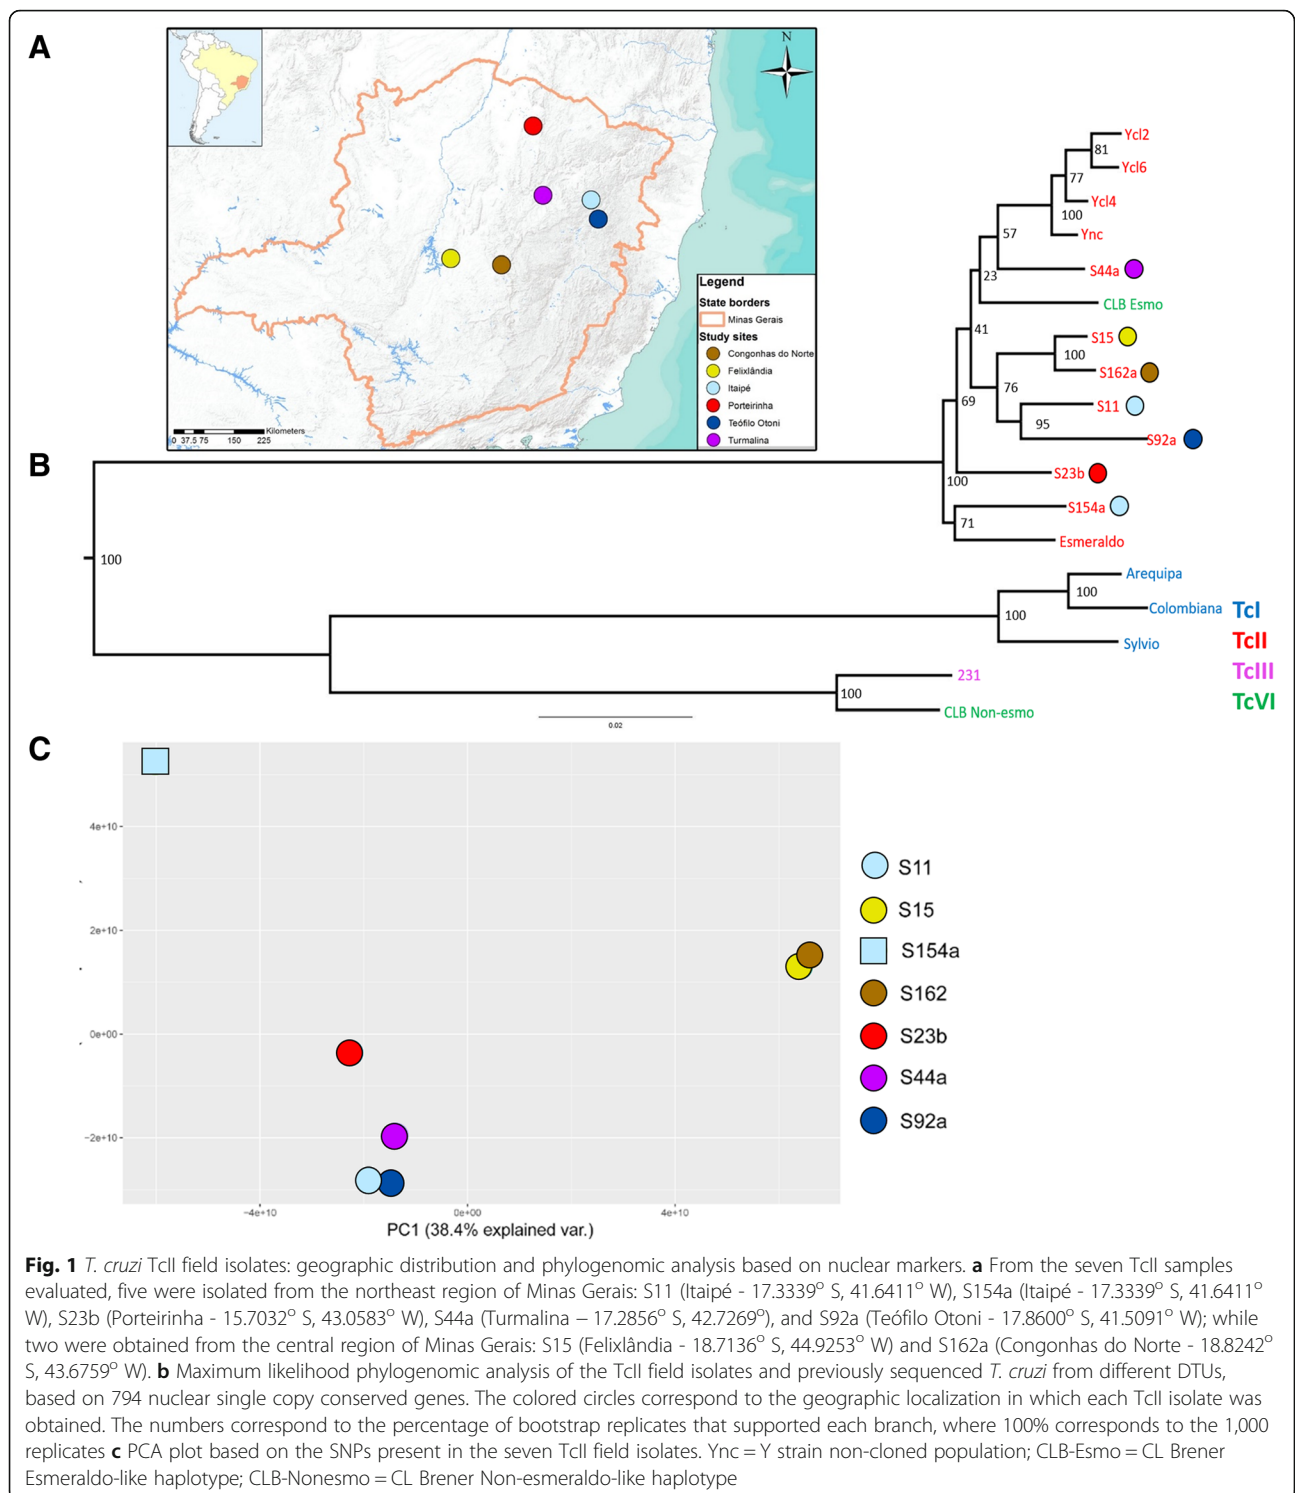 A
N
Legend
State borders
Minas Gerais
Study sites
Congonhas do Norte
Felixlândia
Itaipé
Porteirinha
Teófilo Otoni
Turmalina
Kilometers
0 37,5 75 150 225
B
Ycl2
81
Ycl6
77
Ycl4
100
Ync
57
S44a
23
CLB Esmo
41
S15
100
S162a
76
69
S11
95
S92a
S23b
100
S154a
71
Esmeraldo
100
Arequipa
100
Colombiana
100
Sylvio
231
100
CLB Non-esmo
0.02
TcI
TcII
TcIII
TcVI
C
4e+10
2e+10
0e+00
−2e+10
−4e+10 0e+00 4e+10
PC1 (38.4% explained var.)
S11
S15
S154a
S162
S23b
S44a
S92a
Fig. 1 T. cruzi TcII field isolates: geographic distribution and phylogenomic analysis based on nuclear markers. a From the seven TcII samples
evaluated, five were isolated from the northeast region of Minas Gerais: S11 (Itaipé - 17.3339° S, 41.6411° W), S154a (Itaipé - 17.3339° S, 41.6411°
W), S23b (Porteirinha - 15.7032° S, 43.0583° W), S44a (Turmalina – 17.2856° S, 42.7269°), and S92a (Teófilo Otoni - 17.8600° S, 41.5091° W); while
two were obtained from the central region of Minas Gerais: S15 (Felixlândia - 18.7136° S, 44.9253° W) and S162a (Congonhas do Norte - 18.8242°
S, 43.6759° W). b Maximum likelihood phylogenomic analysis of the TcII field isolates and previously sequenced T. cruzi from different DTUs,
based on 794 nuclear single copy conserved genes. The colored circles correspond to the geographic localization in which each TcII isolate was
obtained. The numbers correspond to the percentage of bootstrap replicates that supported each branch, where 100% corresponds to the 1,000
replicates c PCA plot based on the SNPs present in the seven TcII field isolates. Ync = Y strain non-cloned population; CLB-Esmo = CL Brener
Esmeraldo-like haplotype; CLB-Nonesmo = CL Brener Non-esmeraldo-like haplotype